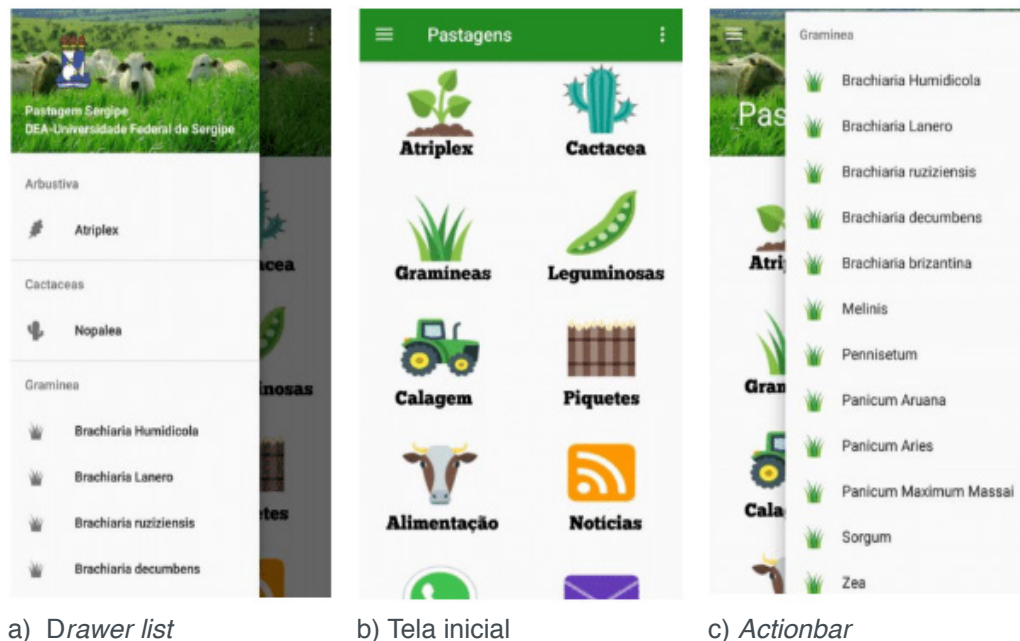 Pastagem Sergipe
DEA-Universidade Federal de Sergipe
Arbustiva
Atriplex
Cactaceas
Nopalea
Graminea
Brachiaria Humidicola
Brachiaria Lanero
Brachiaria ruziziensis
Brachiaria decumbens
acea
inosas
etes
Pastagens
Atriplex
Cactacea
Gramíneas
Leguminosas
Calagem
Piquetes
Alimentação
Notícias
Pas
Atri
Gran
Cala
Graminea
Brachiaria Humidicola
Brachiaria Lanero
Brachiaria ruziziensis
Brachiaria decumbens
Brachiaria brizantina
Melinis
Pennisetum
Panicum Aruana
Panicum Aries
Panicum Maximum Massai
Sorgum
Zea
a) Drawer list
b) Tela inicial
c) Actionbar